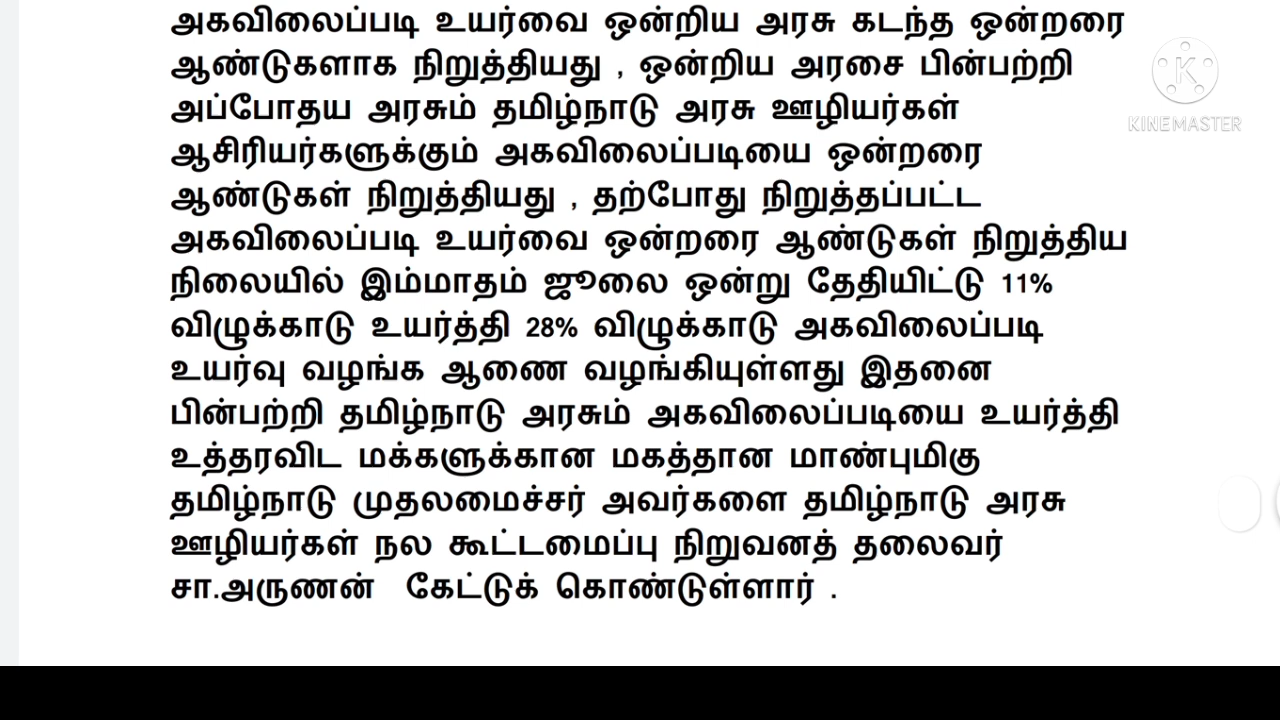 அகவிலைப்படி உயர்வை ஒன்றிய அரசு கடந்த ஒன்றரை
ஆண்டுகளாக நிறுத்தியது , ஒன்றிய அரசை பின்பற்றி
அப்போதய அரசும் தமிழ்நாடு அரசு ஊழியர்கள்
ஆசிரியர்களுக்கும் அகவிலைப்படியை ஒன்றரை
ஆண்டுகள் நிறுத்தியது , தற்போது நிறுத்தப்பட்ட
அகவிலைப்படி உயர்வை ஒன்றரை ஆண்டுகள் நிறுத்திய
நிலையில் இம்மாதம் ஜூலை ஒன்று தேதியிட்டு 11%
விழுக்காடு உயர்த்தி 28% விழுக்காடு அகவிலைப்படி
உயர்வு வழங்க ஆணை வழங்கியுள்ளது இதனை
பின்பற்றி தமிழ்நாடு அரசும் அகவிலைப்படியை உயர்த்தி
உத்தரவிட மக்களுக்கான மகத்தான மாண்புமிகு
தமிழ்நாடு முதலமைச்சர் அவர்களை தமிழ்நாடு அரசு
ஊழியர்கள் நல கூட்டமைப்பு நிறுவனத் தலைவர்
சா.அருணன் கேட்டுக் கொண்டுள்ளார் .
K
KINEMASTER